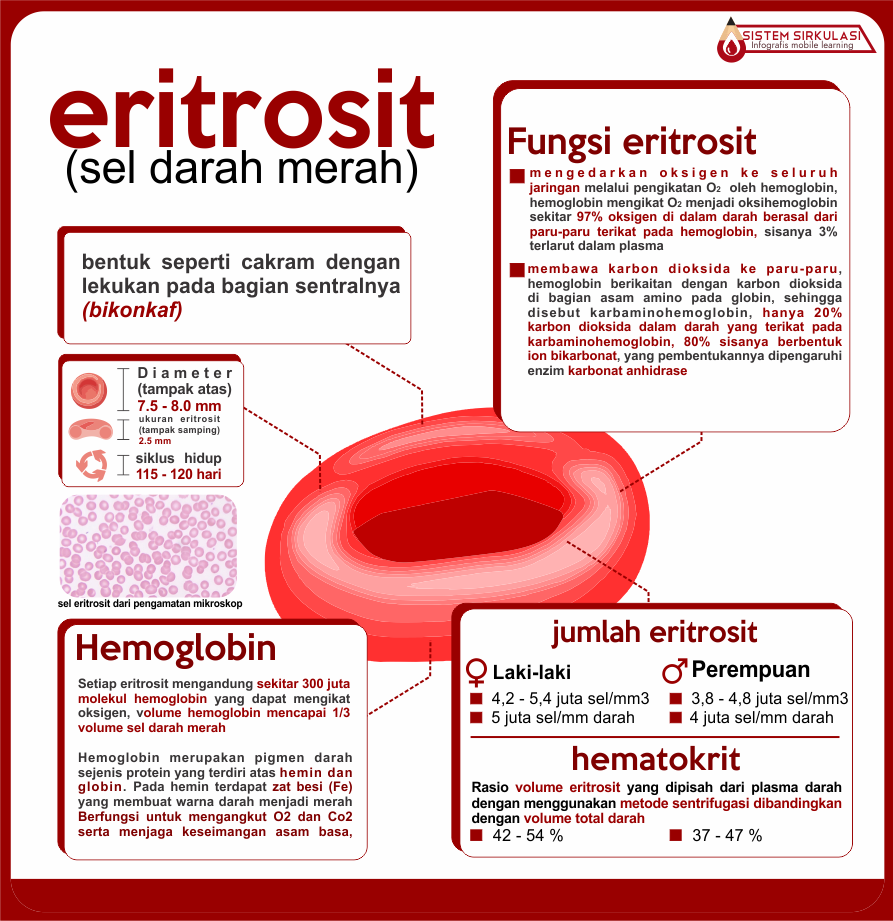 SISTEM SIRKULASI
Infografis mobile learning
eritrosit
(sel darah merah)
bentuk seperti cakram dengan
lekukan pada bagian sentralnya
(bikonkaf)
Diameter
(tampak atas)
7.5 - 8.0 mm
ukuran eritrosit
(tampak samping)
2.5 mm
siklus hidup
115 - 120 hari
sel eritrosit dari pengamatan mikroskop
Fungsi eritrosit
mengedarkan oksigen ke seluruh
jaringan melalui pengikatan O2 oleh hemoglobin,
hemoglobin mengikat O2 menjadi oksihemoglobin
sekitar 97% oksigen di dalam darah berasal dari
paru-paru terikat pada hemoglobin, sisanya 3%
terlarut dalam plasma
membawa karbon dioksida ke paru-paru,
hemoglobin berikaitan dengan karbon dioksida
di bagian asam amino pada globin, sehingga
disebut karbaminohemoglobin, hanya 20%
karbon dioksida dalam darah yang terikat pada
karbaminohemoglobin, 80% sisanya berbentuk
ion bikarbonat, yang pembentukannya dipengaruhi
enzim karbonat anhidrase
Hemoglobin
Setiap eritrosit mengandung sekitar 300 juta
molekul hemoglobin yang dapat mengikat
oksigen, volume hemoglobin mencapai 1/3
volume sel darah merah
Hemoglobin merupakan pigmen darah
sejenis protein yang terdiri atas hemin dan
globin. Pada hemin terdapat zat besi (Fe)
yang membuat warna darah menjadi merah
Berfungsi untuk mengangkut O2 dan Co2
serta menjaga keseimangan asam basa,
jumlah eritrosit
Laki-laki
4,2 - 5,4 juta sel/mm3
5 juta sel/mm darah
Perempuan
3,8 - 4,8 juta sel/mm3
4 juta sel/mm darah
hematokrit
Rasio volume eritrosit yang dipisah dari plasma darah
dengan menggunakan metode sentrifugasi dibandingkan
dengan volume total darah
42 - 54 %
37 - 47 %